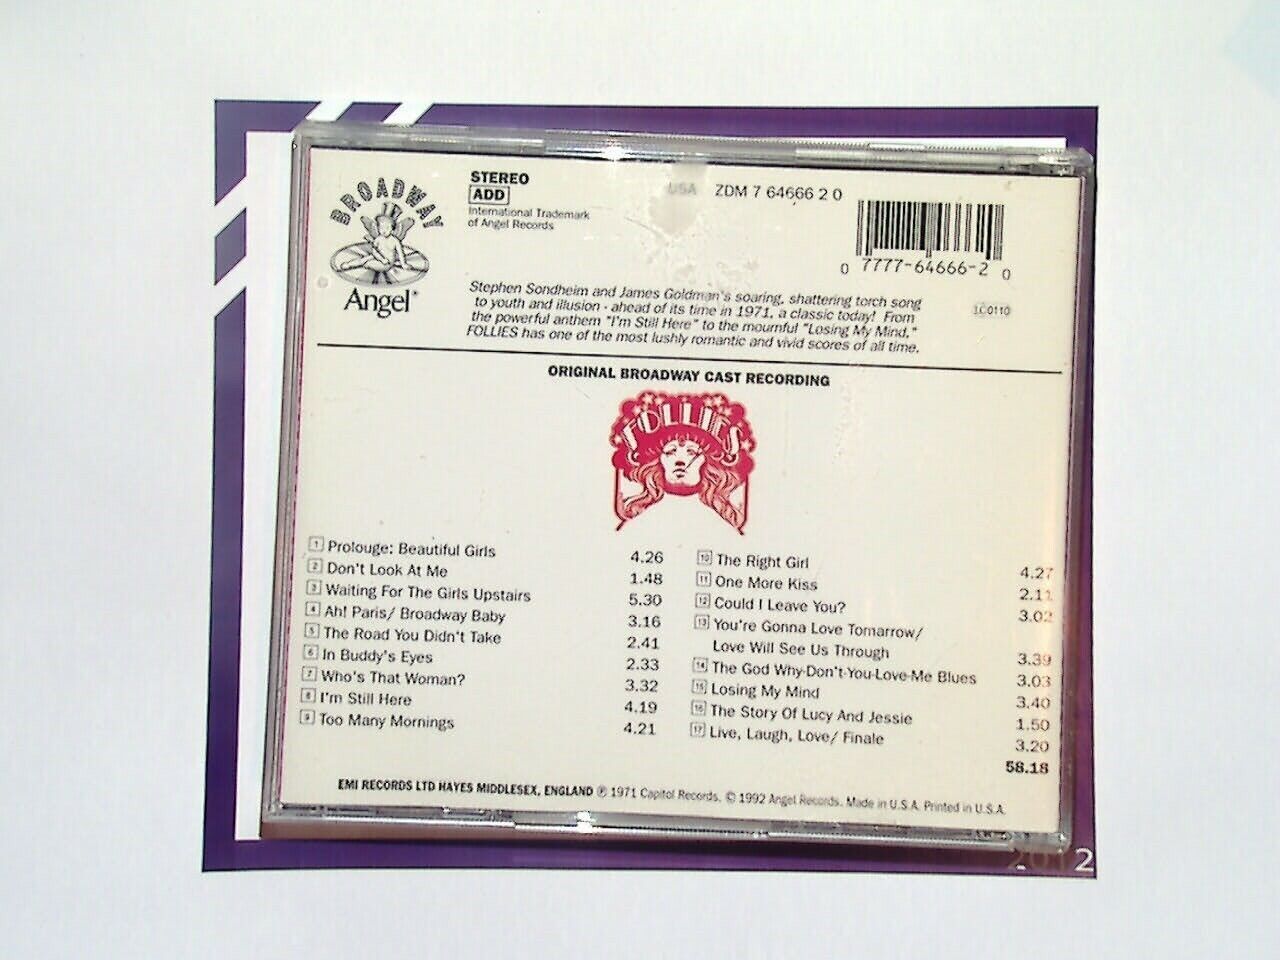 BROADWAY
Angel
STEREO
ADD
International Trademark
of Angel Records
USA ZDM 7 64666 2 0
0 7777-64666-2 0
1C0110
Stephen Sondheim and James Goldman's soaring, shattering torch song
to youth and illusion - ahead of its time in 1971, a classic today! From
the powerful anthem "I'm Still Here" to the mournful "Losing My Mind,"
FOLLIES has one of the most lushly romantic and vivid scores of all time.
ORIGINAL BROADWAY CAST RECORDING
FOLLIES
1 Prolouge: Beautiful Girls 4.26
2 Don't Look At Me 1.48
3 Waiting For The Girls Upstairs 5.30
4 Ah! Paris/ Broadway Baby 3.16
5 The Road You Didn't Take 2.41
6 In Buddy's Eyes 2.33
7 Who's That Woman? 3.32
8 I'm Still Here 4.19
9 Too Many Mornings 4.21
10 The Right Girl 4.27
11 One More Kiss 2.11
12 Could I Leave You? 3.02
13 You're Gonna Love Tomarrow/
Love Will See Us Through 3.39
14 The God Why-Don't-You-Love-Me Blues 3.03
15 Losing My Mind 3.40
16 The Story Of Lucy And Jessie 1.50
17 Live, Laugh, Love/ Finale 3.20
58.18
EMI RECORDS LTD HAYES MIDDLESEX, ENGLAND ℗ 1971 Capitol Records, © 1992 Angel Records. Made in U.S.A. Printed in U.S.A.
2012